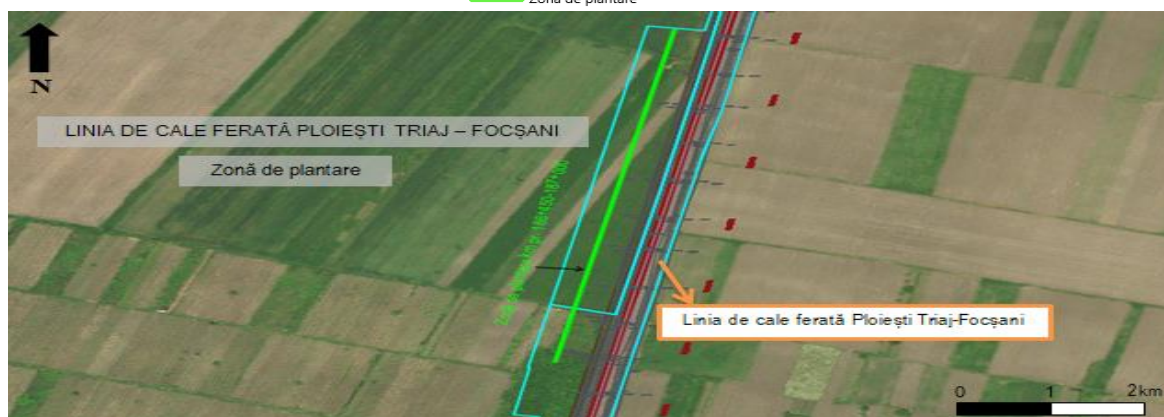 Zonă de plantare
N
LINIA DE CALE FERATĂ PLOIEȘTI TRIAJ – FOCȘANI
Zonă de plantare
Linia de cale ferată Ploiești Triaj-Focșani
0 1 2km